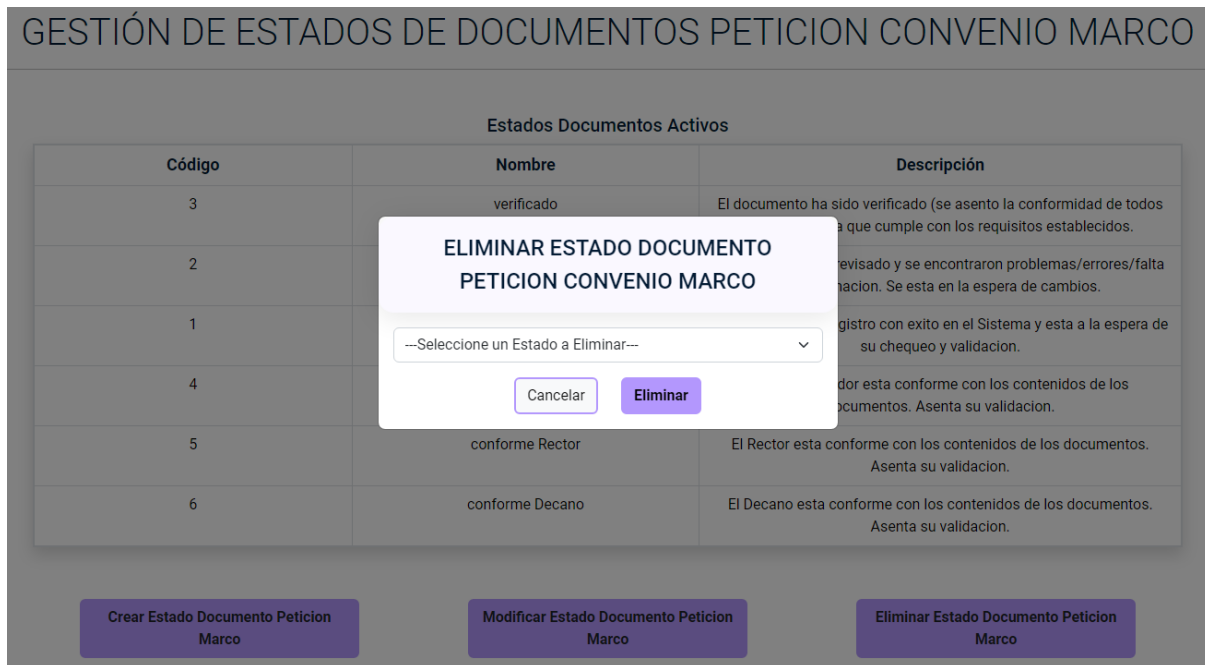 GESTIÓN DE ESTADOS DE DOCUMENTOS PETICION CONVENIO MARCO
Estados Documentos Activos
Código Nombre Descripción
3 verificado El documento ha sido verificado (se asento la conformidad de todos
que cumple con los requisitos establecidos.
2 revisado y se encontraron problemas/errores/falta
Se esta en la espera de cambios.
1 con exito en el Sistema y esta a la espera de
su chequeo y validacion.
4 esta conforme con los contenidos de los
Asenta su validacion.
5 conforme Rector El Rector esta conforme con los contenidos de los documentos.
Asenta su validacion.
6 conforme Decano El Decano esta conforme con los contenidos de los documentos.
Asenta su validacion.
ELIMINAR ESTADO DOCUMENTO
PETICION CONVENIO MARCO
---Seleccione un Estado a Eliminar---
Cancelar Eliminar
Crear Estado Documento Peticion
Marco
Modificar Estado Documento Peticion
Marco
Eliminar Estado Documento Peticion
Marco